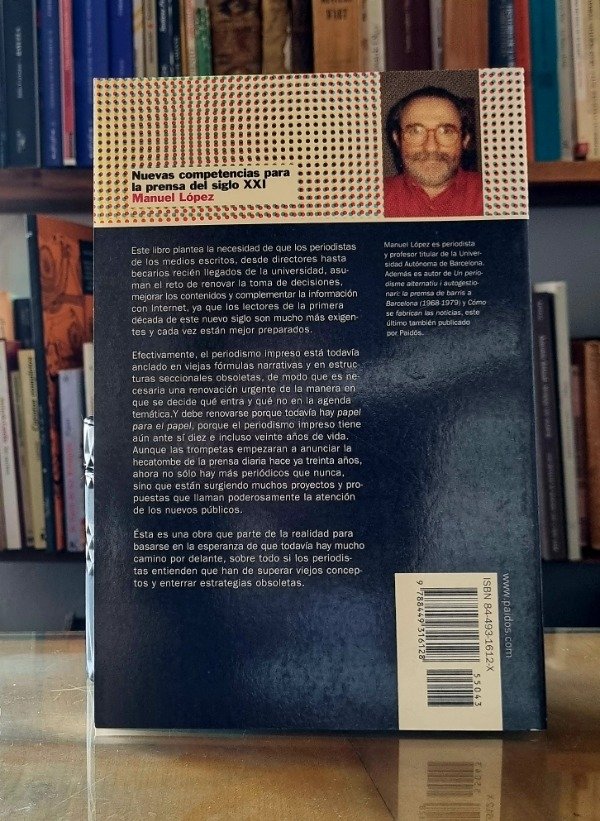 Nuevas competencias para
la prensa del siglo XXI
Manuel López
Este libro plantea la necesidad de que los periodistas
de los medios escritos, desde directores hasta
becarios recién llegados de la universidad, asu-
man el reto de renovar la toma de decisiones,
mejorar los contenidos y complementar la información
con Internet, ya que los lectores de la primera
década de este nuevo siglo son mucho más exigen-
tes y cada vez están mejor preparados.
Efectivamente, el periodismo impreso está todavía
anclado en viejas fórmulas narrativas y en estruc-
turas seccionales obsoletas, de modo que es ne-
cesaria una renovación urgente de la manera en
que se decide qué entra y qué no en la agenda
temática.Y debe renovarse porque todavía hay papel
para el papel, porque el periodismo impreso tiene
aún ante sí diez e incluso veinte años de vida.
Aunque las trompetas empezaran a anunciar la
hecatombe de la prensa diaria hace ya treinta años,
ahora no sólo hay más periódicos que nunca,
sino que están surgiendo muchos proyectos y pro-
puestas que llaman poderosamente la atención
de los nuevos públicos.
Ésta es una obra que parte de la realidad para
basarse en la esperanza de que todavía hay mucho
camino por delante, sobre todo si los periodis-
tas entienden que han de superar viejos concep-
tos y enterrar estrategias obsoletas.
Manuel López es periodista
y profesor titular de la Univer-
sidad Autónoma de Barcelona.
Además es autor de Un perio-
disme alternatiu i autogestio-
nari: la premsa de barris a
Barcelona (1968-1979) y Cómo
se fabrican las noticias, este
último también publicado
por Paidós.
ISBN 84-493-1612-X
9 788449 316128
55043
www.paidos.com